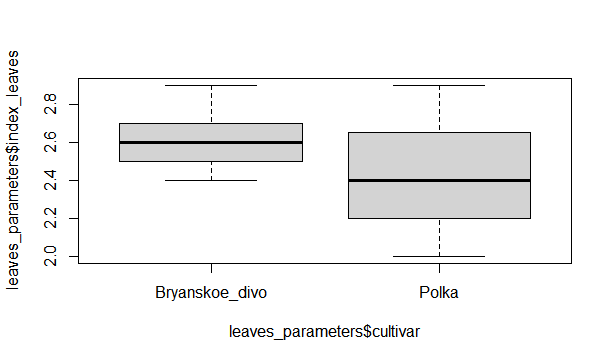 leaves_parameters$index_leaves
2.8
2.6
2.4
2.2
2.0
Bryanskoe_divo Polka
leaves_parameters$cultivar